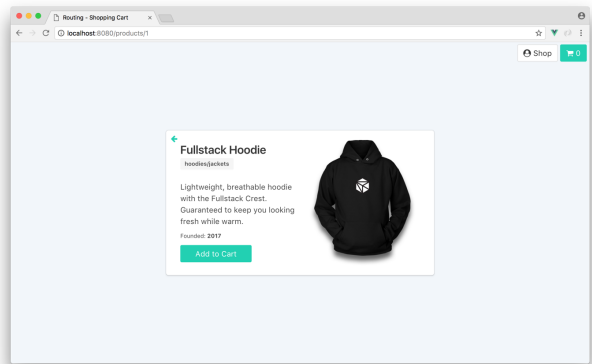 Routing - Shopping Cart
localhost:8080/products/1
Shop
0
Fullstack Hoodie
hoodies/jackets
Lightweight, breathable hoodie
with the Fullstack Crest.
Guaranteed to keep you looking
fresh while warm.
Founded: 2017
Add to Cart